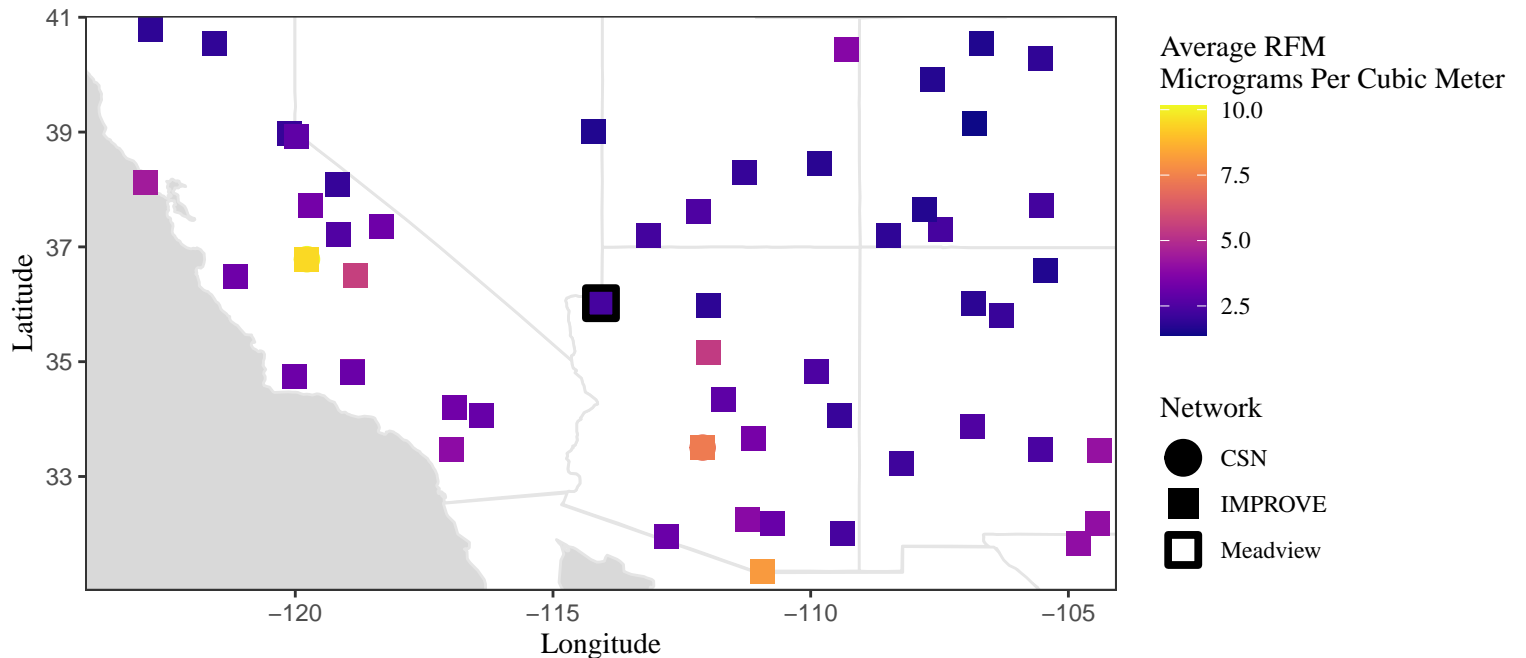 41
39
37
35
33
Latitude
−120
−115
−110
−105
Longitude
Average RFM
Micrograms Per Cubic Meter
10.0
7.5
5.0
2.5
Network
CSN
IMPROVE
Meadview